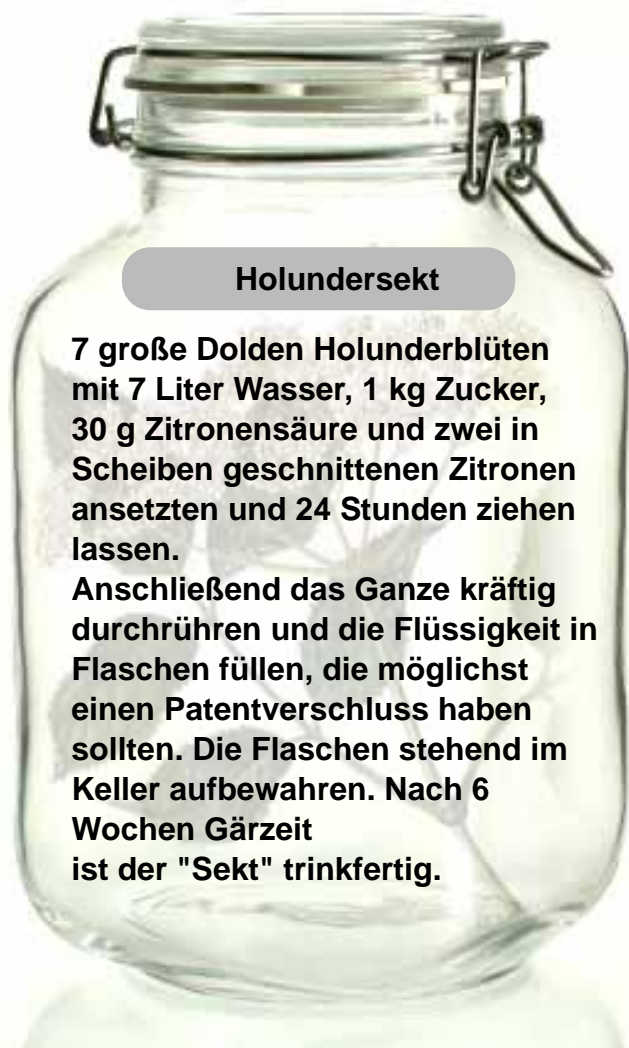 Holundersekt
7 große Dolden Holunderblüten
mit 7 Liter Wasser, 1 kg Zucker,
30 g Zitronensäure und zwei in
Scheiben geschnittenen Zitronen
ansetzten und 24 Stunden ziehen
lassen.
Anschließend das Ganze kräftig
durchrühren und die Flüssigkeit in
Flaschen füllen, die möglichst
einen Patentverschluss haben
sollten. Die Flaschen stehend im
Keller aufbewahren. Nach 6
Wochen Gärzeit
ist der "Sekt" trinkfertig.